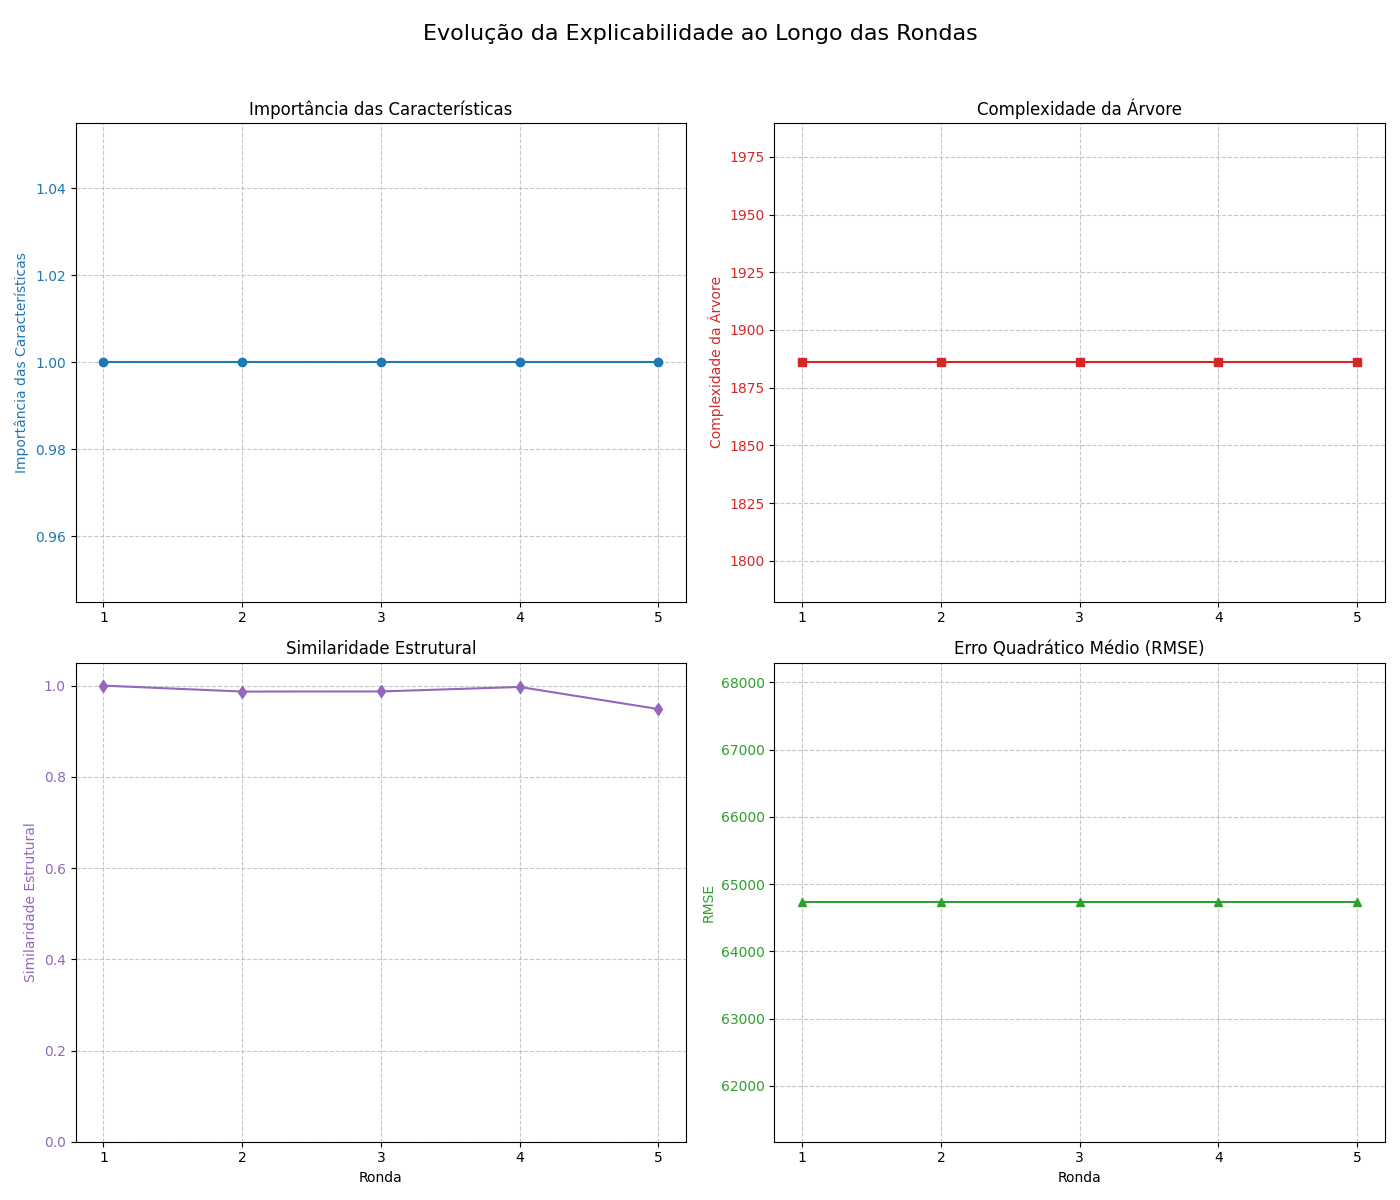 Evolução da Explicabilidade ao Longo das Rondas
Importância das Características
Importância das Características
1.04
1.02
1.00
0.98
0.96
1 2 3 4 5
Complexidade da Árvore
Complexidade da Árvore
1975
1950
1925
1900
1875
1850
1825
1800
1 2 3 4 5
Similaridade Estrutural
Similaridade Estrutural
1.0
0.8
0.6
0.4
0.2
0.0
1 2 3 4 5
Ronda
Erro Quadrático Médio (RMSE)
RMSE
68000
67000
66000
65000
64000
63000
62000
1 2 3 4 5
Ronda